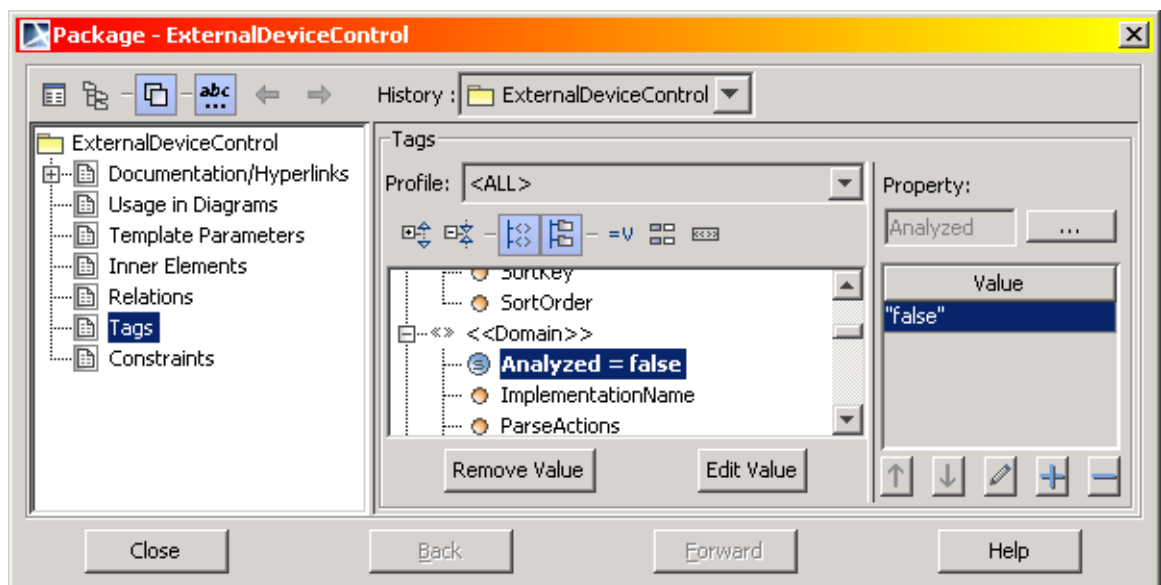 Package - ExternalDeviceControl
abc
History : ExternalDeviceControl
ExternalDeviceControl
Documentation/Hyperlinks
Usage in Diagrams
Template Parameters
Inner Elements
Relations
Tags
Constraints
Tags
Profile: <ALL>
=V
SortKey
SortOrder
«» <<Domain>>
Analyzed = false
ImplementationName
ParseActions
Remove Value
Edit Value
Property:
Analyzed
...
Value
"false"
Close
Back
Forward
Help